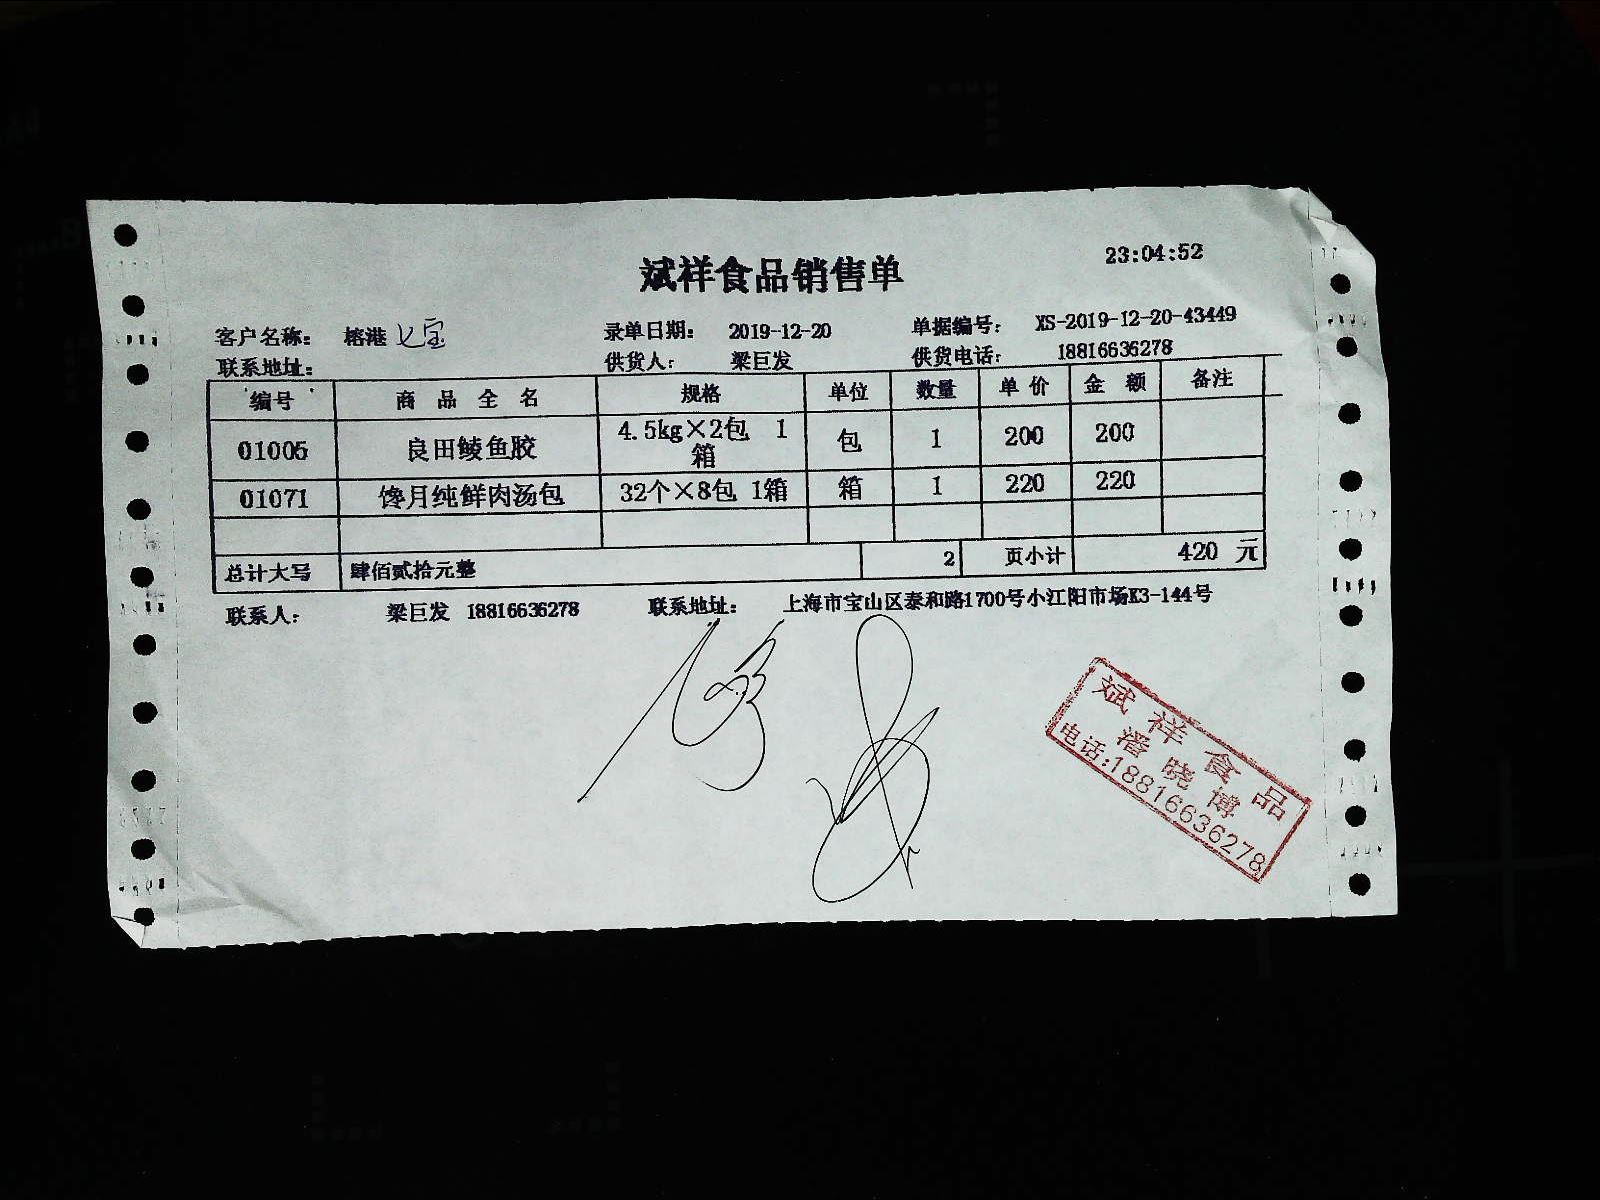 23:04:52
斌祥食品销售单
客户名称： 榕港 七宝 录单日期： 2019-12-20 单据编号： XS-2019-12-20-43449
联系地址： 供货人： 梁巨发 供货电话： 18816636278
编号 商 品 全 名 规格 单位 数量 单 价 金 额 备注
01005 良田鲮鱼胶 4.5kg×2包 1箱 包 1 200 200
01071 馋月纯鲜肉汤包 32个×8包 1箱 箱 1 220 220
总计大写 肆佰贰拾元整 2 页小计 420 元
联系人： 梁巨发 18816636278 联系地址： 上海市宝山区泰和路1700号小江阳市场K3-144号
斌祥食品
潘晓博
电话:18816636278